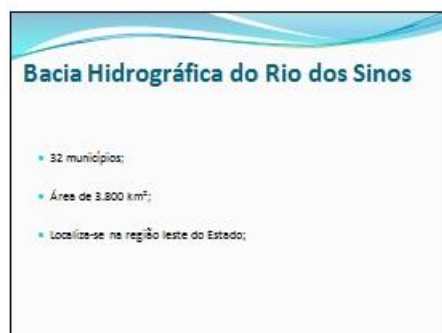 Bacia Hidrográfica do Rio dos Sinos
32 municípios;
Área de 3.800 km²;
Localiza-se na região leste do Estado;